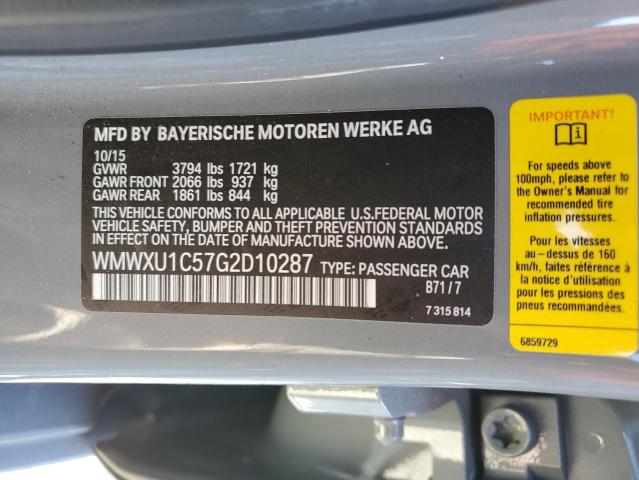 MFD BY BAYERISCHE MOTOREN WERKE AG
10/15
GVWR 3794 lbs 1721 kg
GAWR FRONT 2066 lbs 937 kg
GAWR REAR 1861 lbs 844 kg
THIS VEHICLE CONFORMS TO ALL APPLICABLE U.S.FEDERAL MOTOR
VEHICLE SAFETY, BUMPER AND THEFT PREVENTION STANDARDS
IN EFFECT ON THE DATE OF MANUFACTURE SHOWN ABOVE.
WMWXU1C57G2D10287 TYPE: PASSENGER CAR
B71/7
7 315 814
IMPORTANT
For speeds above
100mph, please refer to
the Owner's Manual for
recommended tire
inflation pressures.
Pour les vitesses
au-dessus de 160
km/h, faites référence à
la notice d'utilisation
pour les pressions des
pneus recommandées.
6859729